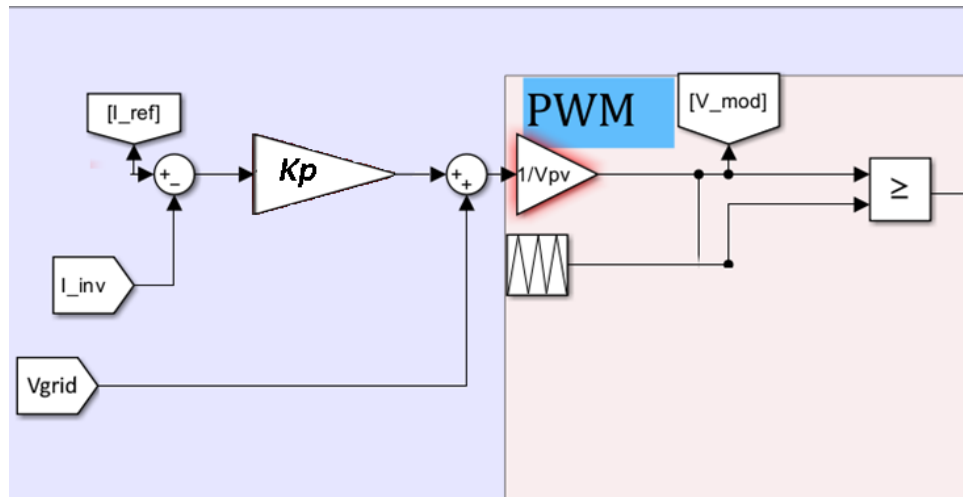 PWM
[I_ref]
[V_mod]
+
−
Kp
+
+
1/Vpv
≥
I_inv
Vgrid